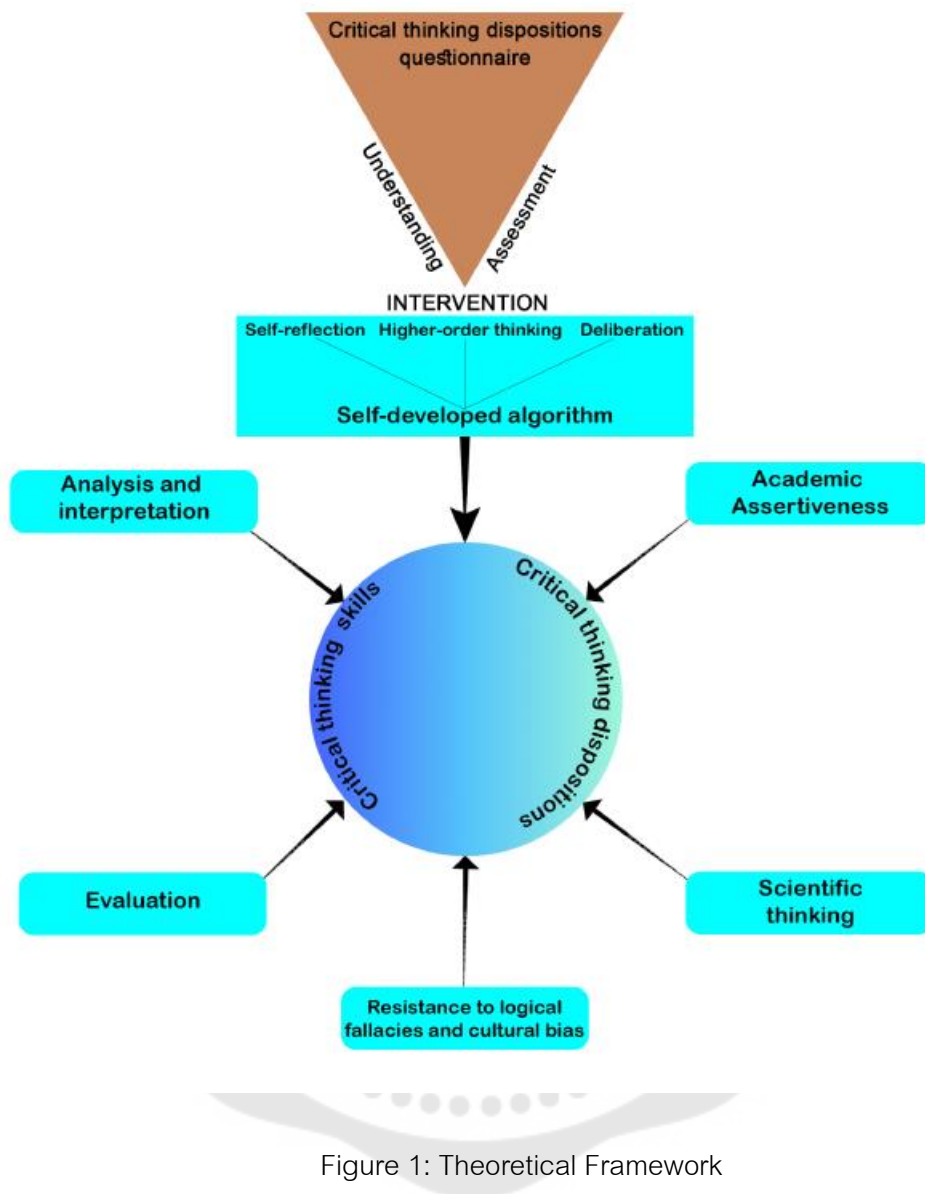 Critical thinking dispositions
questionnaire
Understanding
Assessment
INTERVENTION
Self-reflection Higher-order thinking Deliberation
Self-developed algorithm
Analysis and
interpretation
Academic
Assertiveness
Critical thinking skills
Critical thinking dispositions
Evaluation
Scientific
thinking
Resistance to logical
fallacies and cultural bias
Figure 1: Theoretical Framework